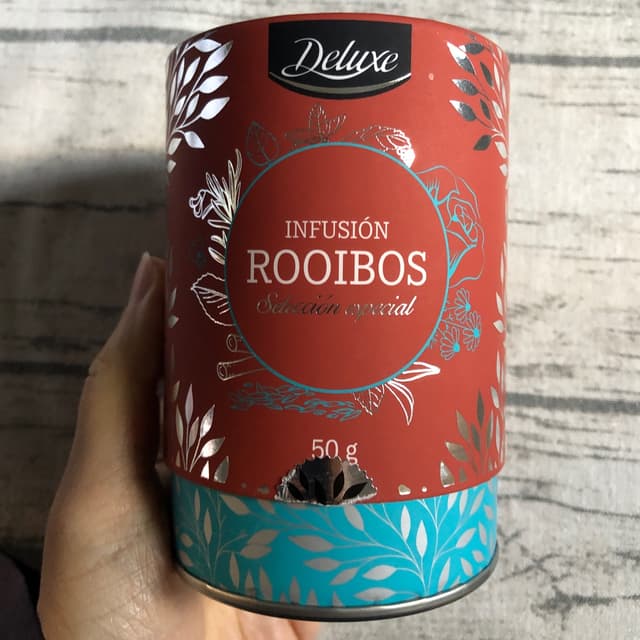 Deluxe
INFUSIÓN
ROOIBOS
Selección especial
50 g